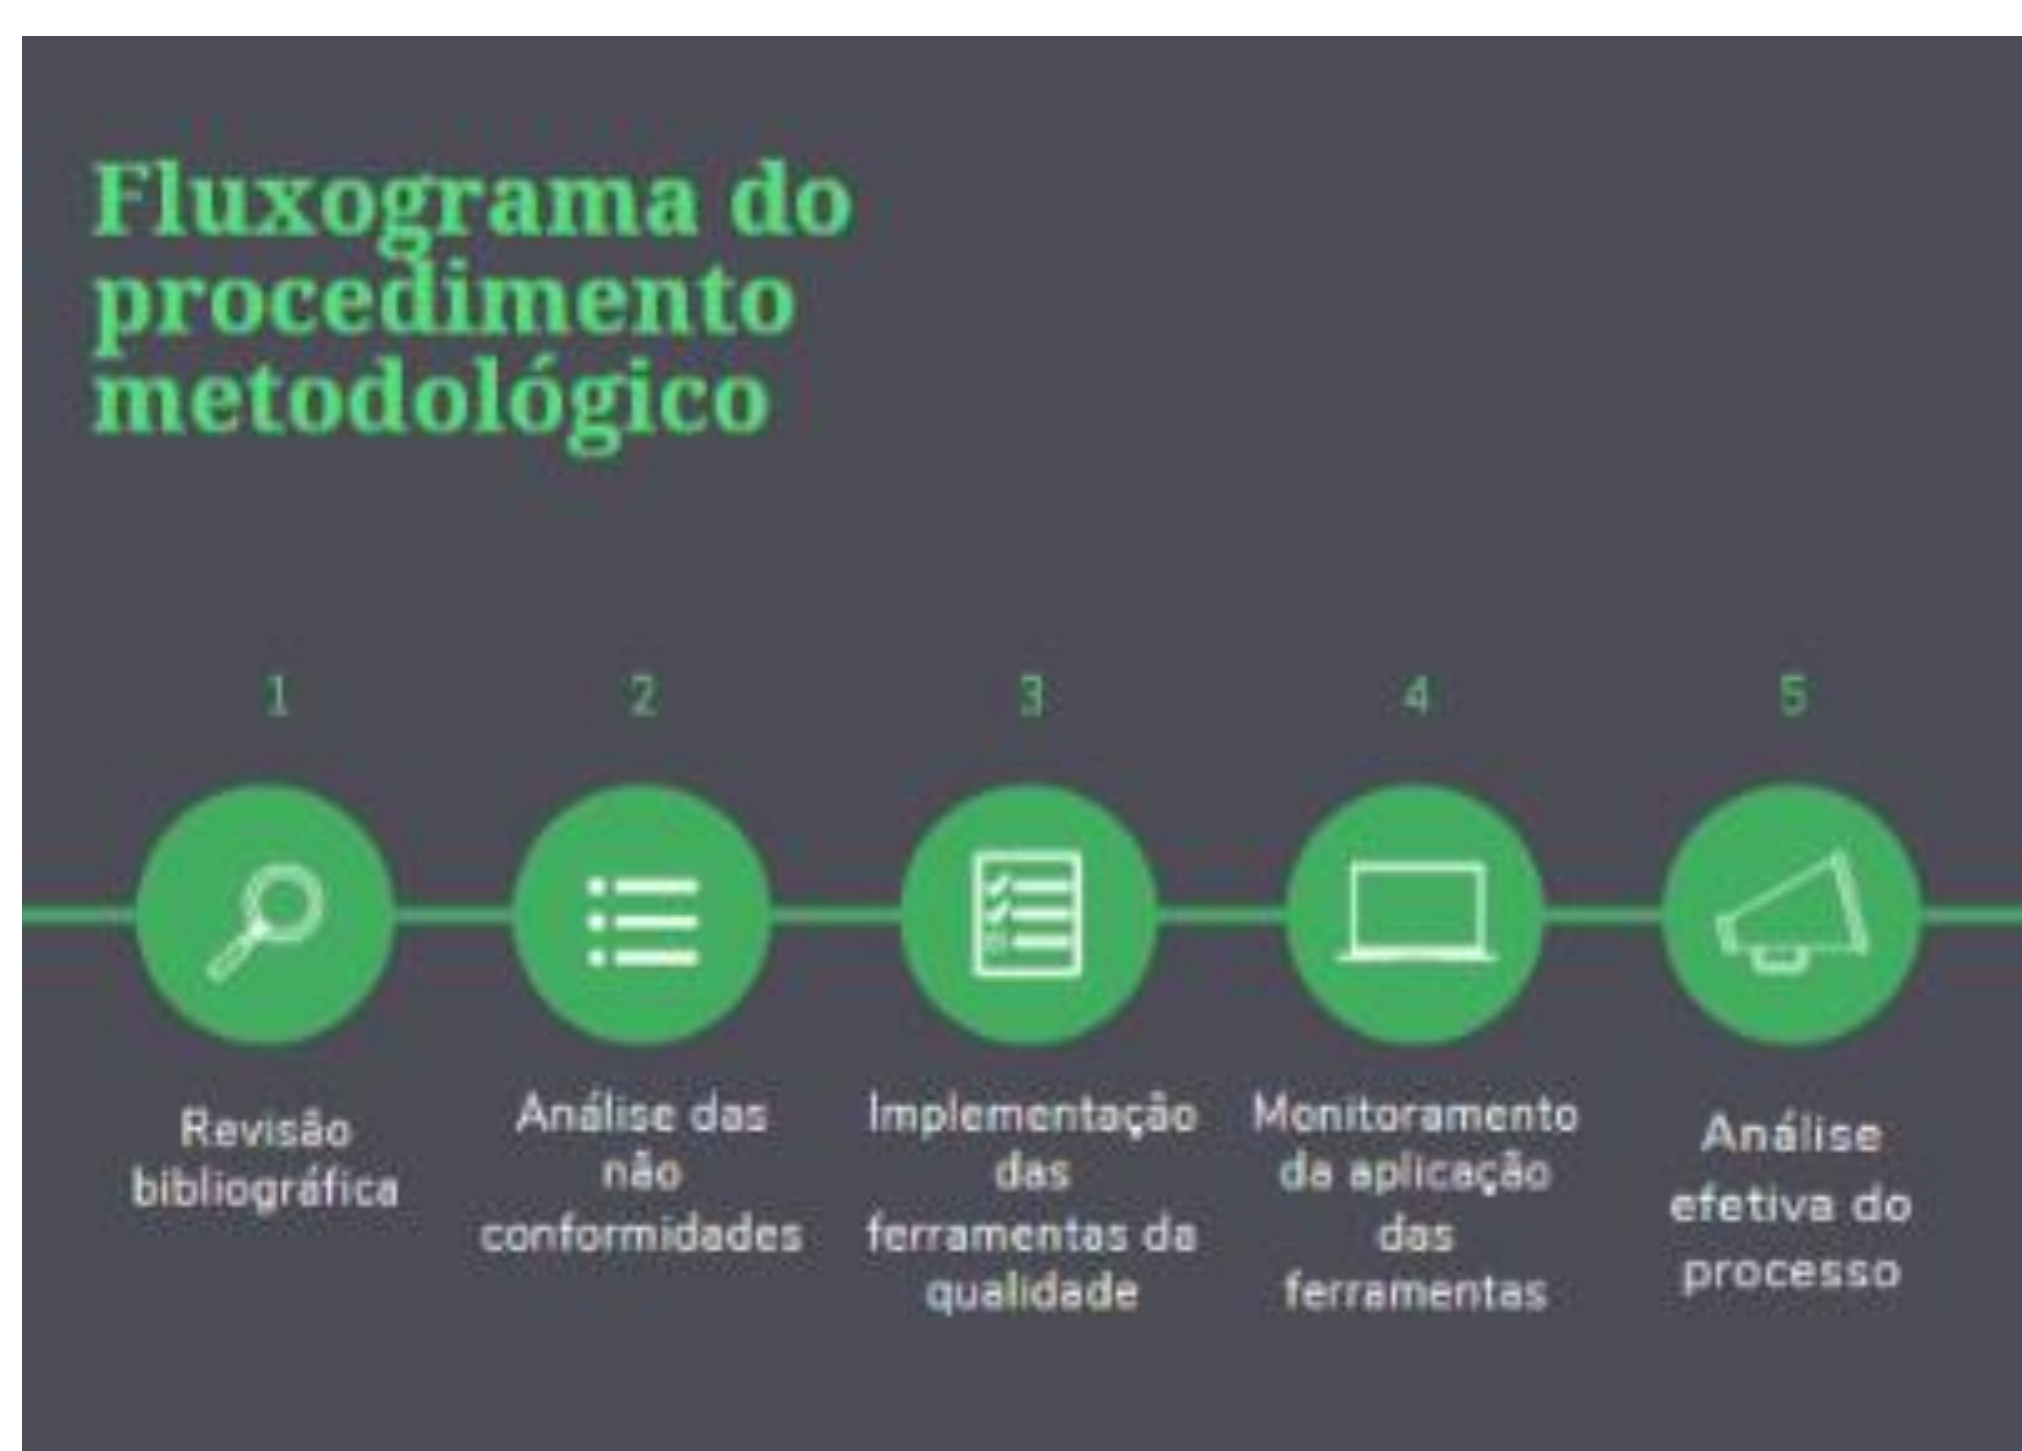 Fluxograma do
procedimento
metodológico
1
2
3
4
5
Revisão
bibliográfica
Análise das
não
conformidades
Implementação
das
ferramentas da
qualidade
Monitoramento
da aplicação
das
ferramentas
Análise
efetiva do
processo